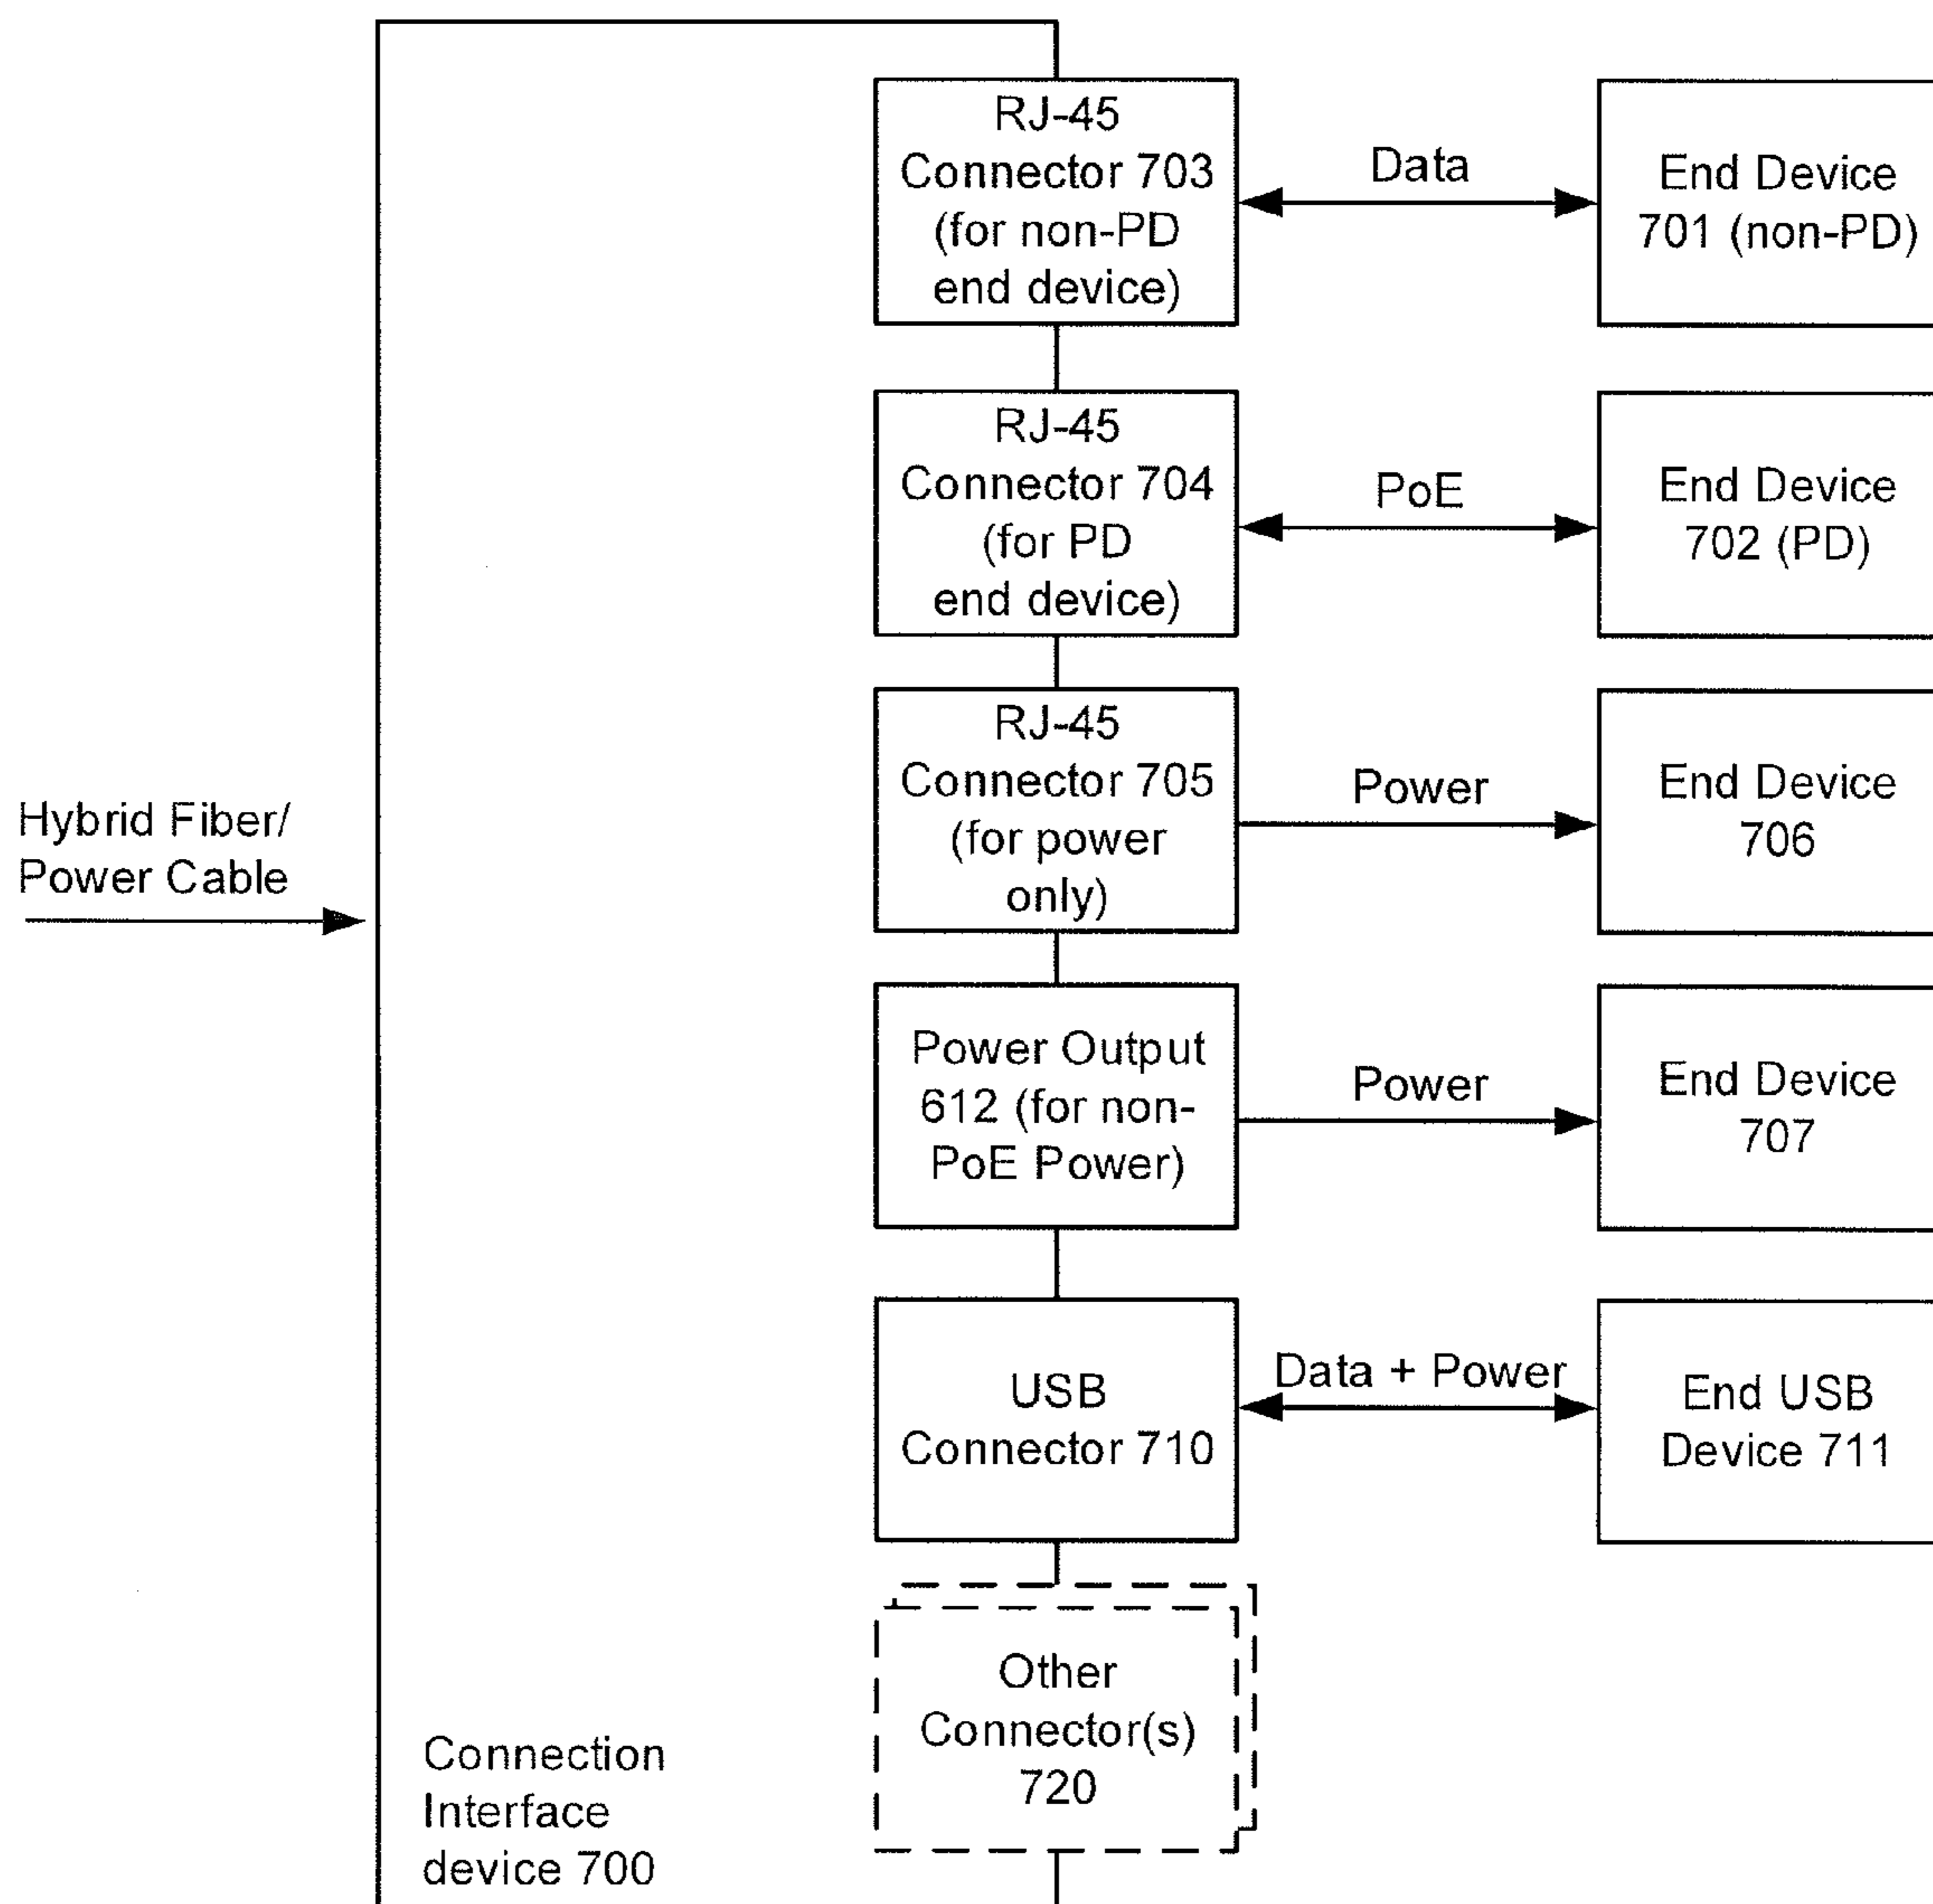 RJ-45
Connector 703
(for non-PD
end device)
Data
End Device
701 (non-PD)
RJ-45
Connector 704
(for PD
end device)
PoE
End Device
702 (PD)
RJ-45
Connector 705
(for power
only)
Power
End Device
706
Hybrid Fiber/
Power Cable
Power Output
612 (for non-
PoE Power)
Power
End Device
707
USB
Connector 710
Data + Power
End USB
Device 711
Other
Connector(s)
720
Connection
Interface
device 700